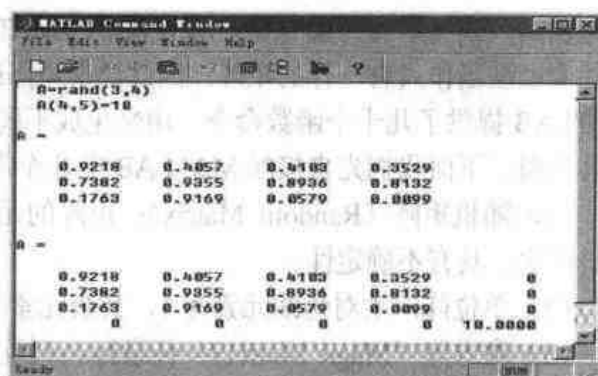 MATLAB Command Window
File Edit View Window Help
A=rand(3,4)
A(4,5)=10
A =
0.9218 0.4057 0.4103 0.3529
0.7382 0.9355 0.8936 0.8132
0.1763 0.9169 0.0579 0.0099
A =
0.9218 0.4057 0.4103 0.3529 0
0.7382 0.9355 0.8936 0.8132 0
0.1763 0.9169 0.0579 0.0099 0
0 0 0 0 10.0000
Ready NUM